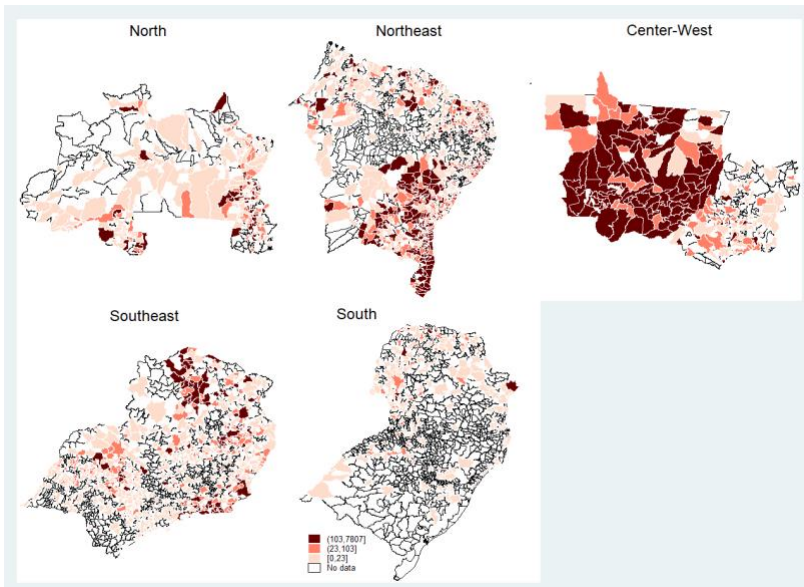 North
Northeast
Center-West
Southeast
South
(103,7807]
(23,103]
[0,23]
No data